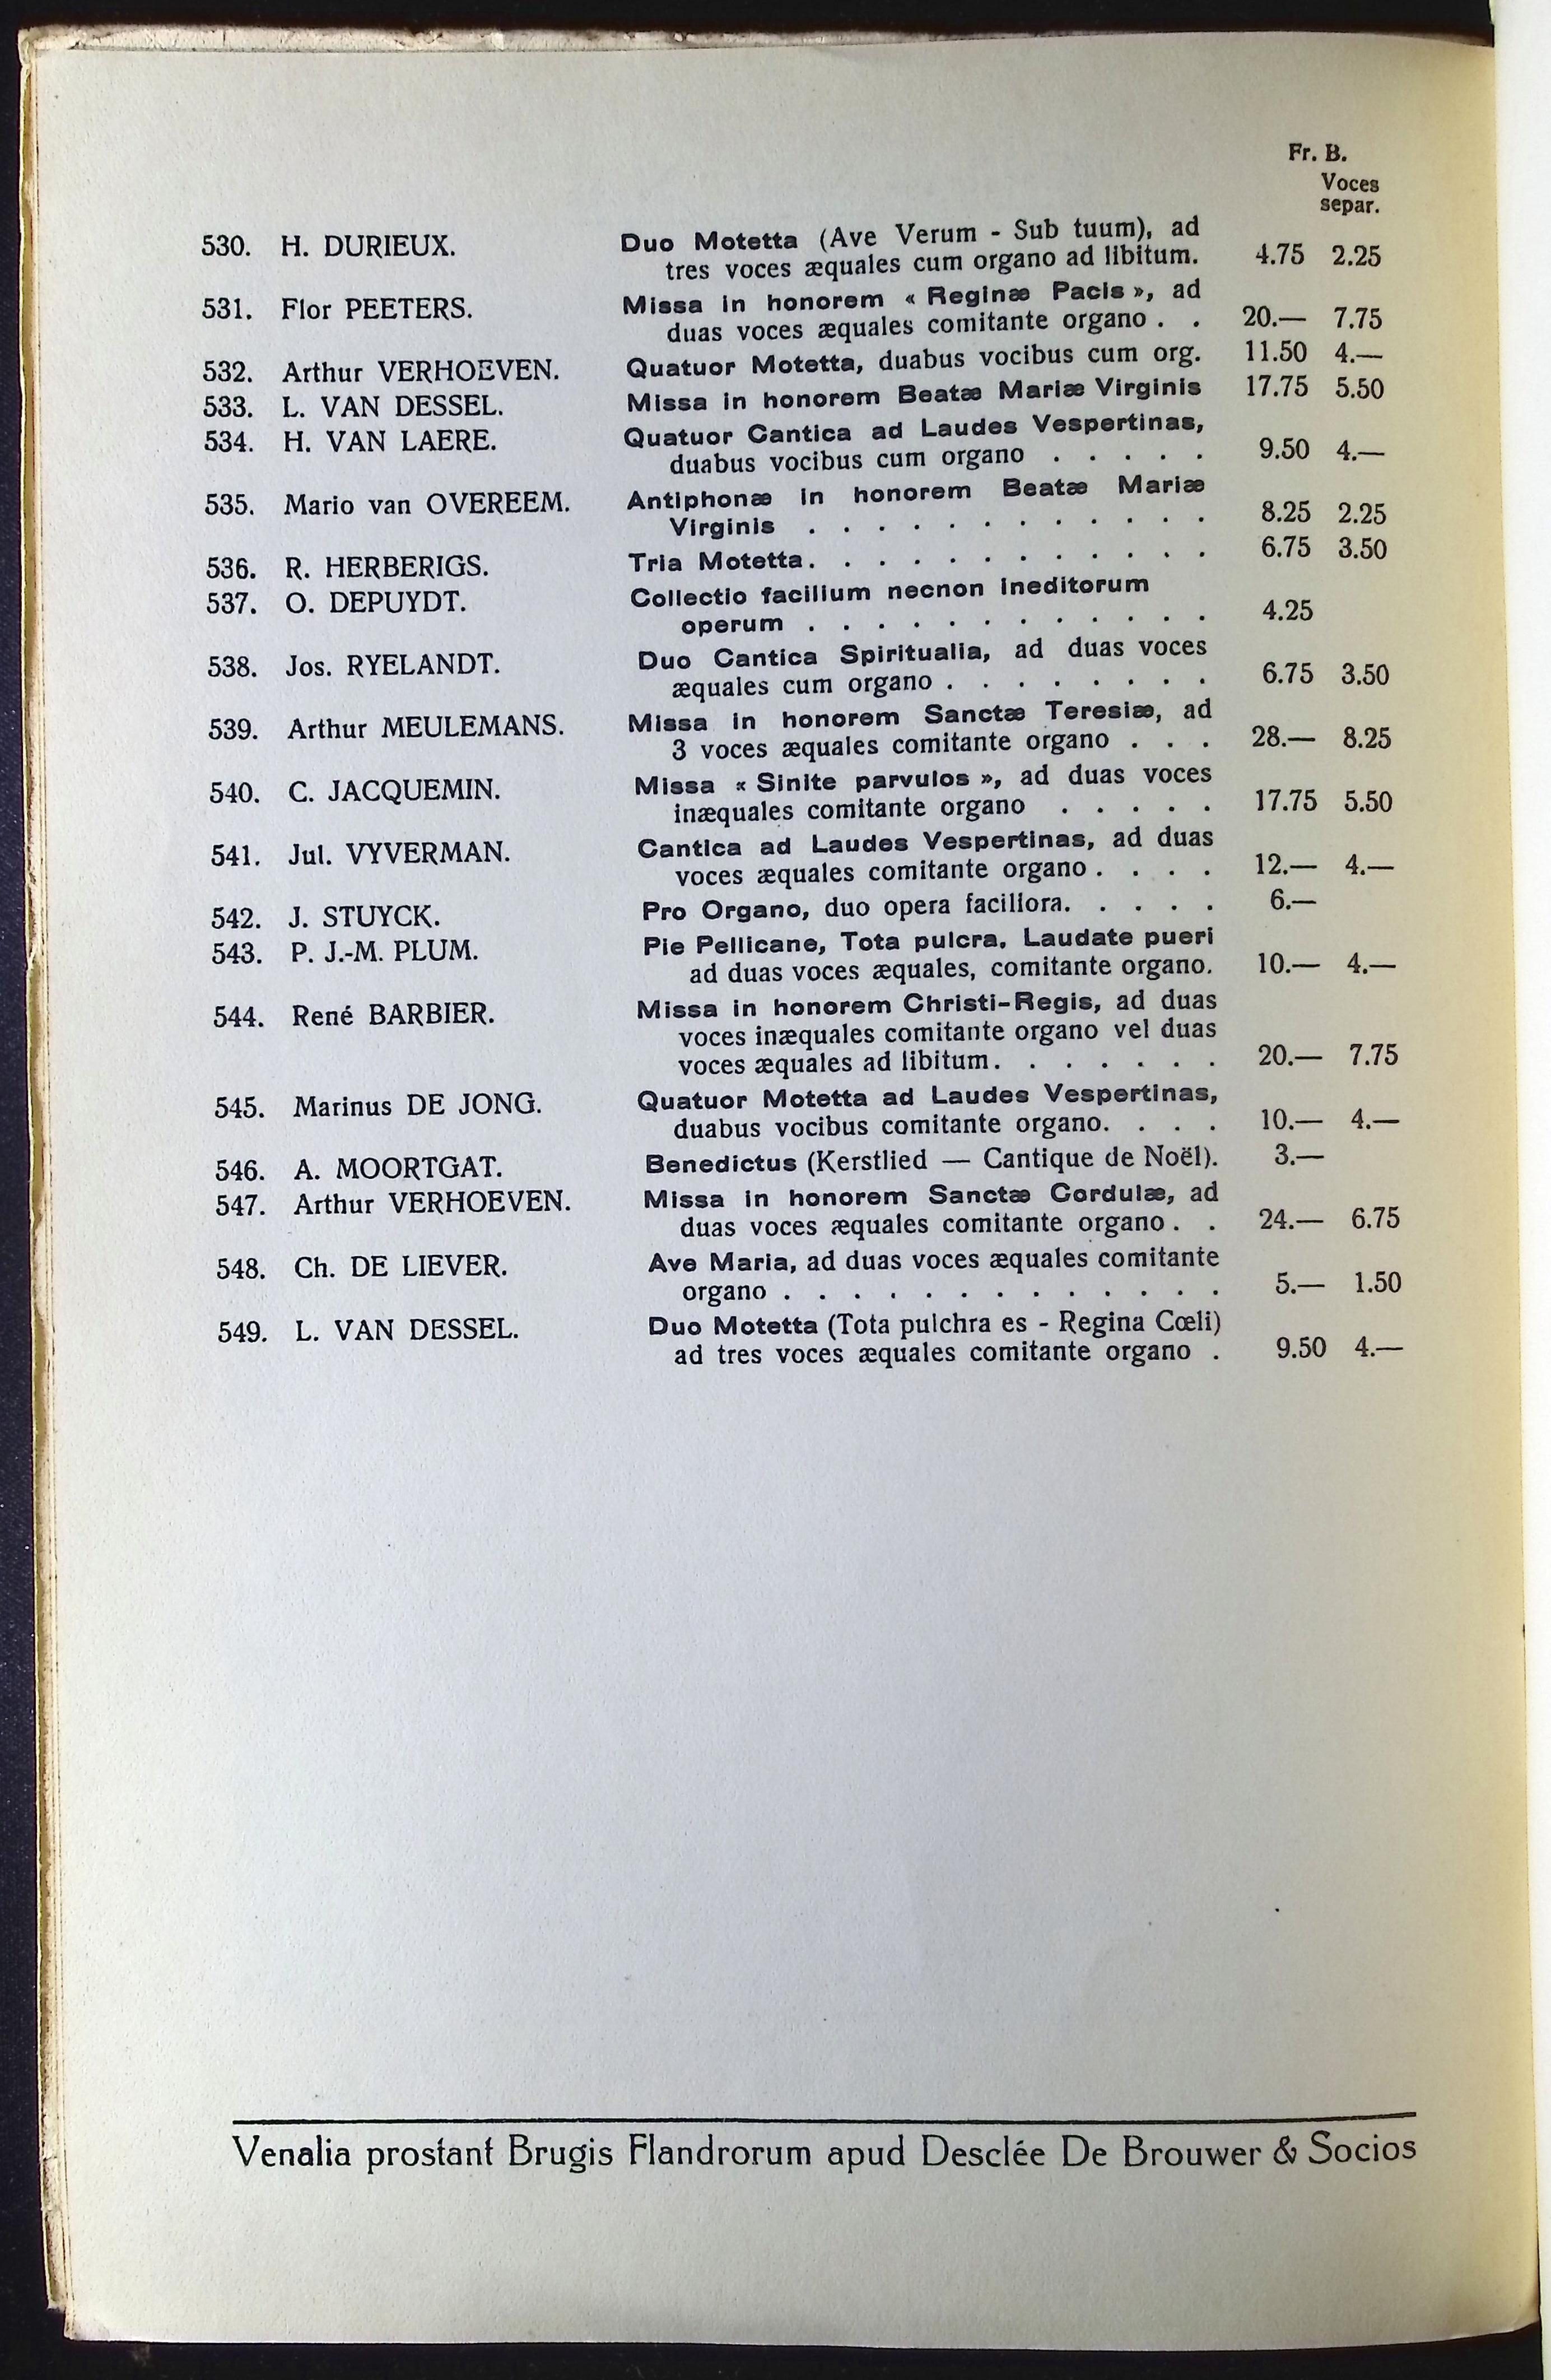 Fr. B.
Voces
separ.
530. H. DURIEUX. Duo Motetta (Ave Verum - Sub tuum), ad
tres voces æquales cum organo ad libitum. 4.75 2.25
531. Flor PEETERS. Missa in honorem « Reginæ Pacis », ad
duas voces æquales comitante organo . . 20.— 7.75
532. Arthur VERHOEVEN. Quatuor Motetta, duabus vocibus cum org. 11.50 4.—
533. L. VAN DESSEL. Missa in honorem Beatæ Mariæ Virginis 17.75 5.50
534. H. VAN LAERE. Quatuor Cantica ad Laudes Vespertinas,
duabus vocibus cum organo . . . . . 9.50 4.—
535. Mario van OVEREEM. Antiphonæ in honorem Beatæ Mariæ
Virginis . . . . . . . . . . . . 8.25 2.25
536. R. HERBERIGS. Tria Motetta. . . . . . . . . . . . 6.75 3.50
537. O. DEPUYDT. Collectio facilium necnon ineditorum
operum . . . . . . . . . . . . 4.25
538. Jos. RYELANDT. Duo Cantica Spiritualia, ad duas voces
æquales cum organo . . . . . . . . 6.75 3.50
539. Arthur MEULEMANS. Missa in honorem Sanctæ Teresiæ, ad
3 voces æquales comitante organo . . . 28.— 8.25
540. C. JACQUEMIN. Missa « Sinite parvulos », ad duas voces
inæquales comitante organo . . . . . 17.75 5.50
541. Jul. VYVERMAN. Cantica ad Laudes Vespertinas, ad duas
voces æquales comitante organo . . . . 12.— 4.—
542. J. STUYCK. Pro Organo, duo opera faciliora. . . . . 6.—
543. P. J.-M. PLUM. Pie Pellicane, Tota pulcra, Laudate pueri
ad duas voces æquales, comitante organo. 10.— 4.—
544. René BARBIER. Missa in honorem Christi-Regis, ad duas
voces inæquales comitante organo vel duas
voces æquales ad libitum. . . . . . . 20.— 7.75
545. Marinus DE JONG. Quatuor Motetta ad Laudes Vespertinas,
duabus vocibus comitante organo. . . . 10.— 4.—
546. A. MOORTGAT. Benedictus (Kerstlied — Cantique de Noël). 3.—
547. Arthur VERHOEVEN. Missa in honorem Sanctæ Cordulæ, ad
duas voces æquales comitante organo . . 24.— 6.75
548. Ch. DE LIEVER. Ave Maria, ad duas voces æquales comitante
organo . . . . . . . . . . . . . 5.— 1.50
549. L. VAN DESSEL. Duo Motetta (Tota pulchra es - Regina Cœli)
ad tres voces æquales comitante organo . 9.50 4.—
Venalia prostant Brugis Flandrorum apud Desclée De Brouwer & Socios